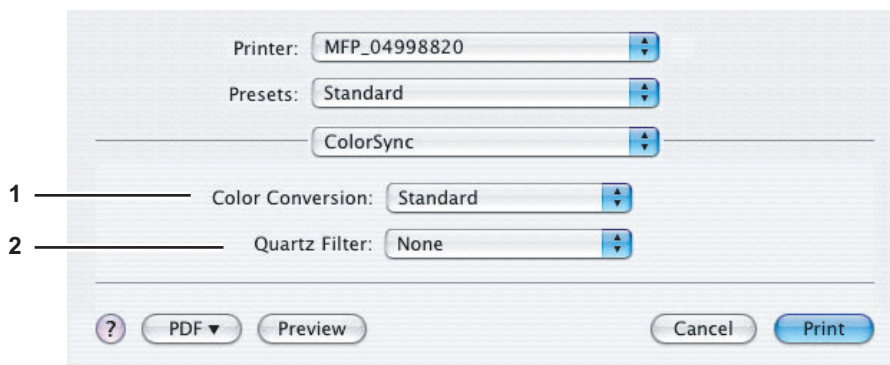 Printer: MFP_04998820
Presets: Standard
ColorSync
1 Color Conversion: Standard
2 Quartz Filter: None
? PDF ▼ Preview Cancel Print